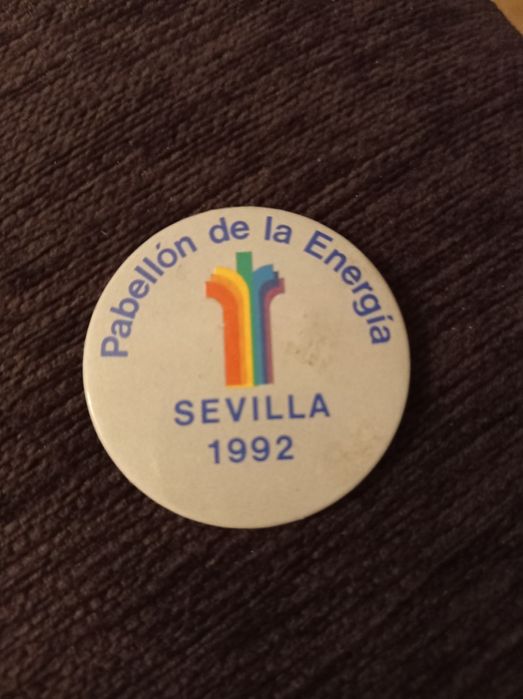 Pabellón de la Energía
SEVILLA
1992